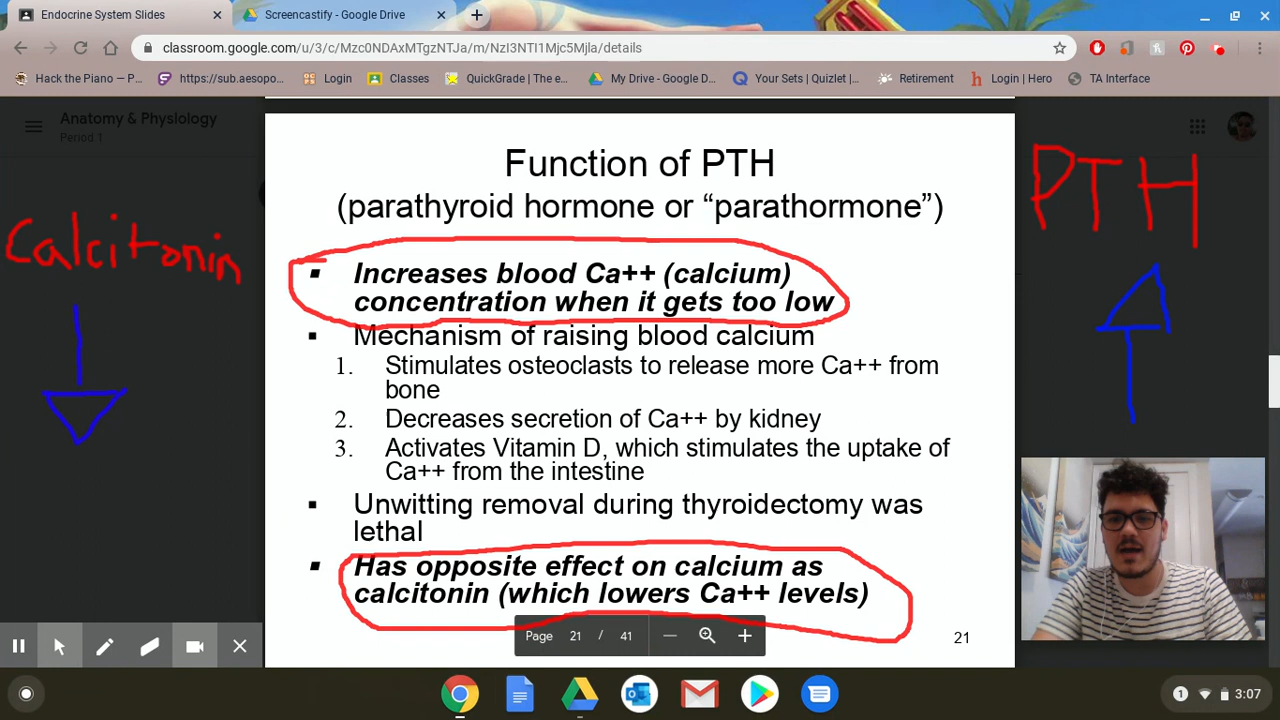 Endocrine System Slides
Screencastify - Google Drive
classroom.google.com/u/3/c/Mzc0NDAxMTgzNTJa/m/NzI3NTI1Mjc5Mjla/details
Hack the Piano — P...
https://sub.aesopo...
Login
Classes
QuickGrade | The e...
My Drive - Google D...
Your Sets | Quizlet |...
Retirement
Login | Hero
TA Interface
Anatomy & Physiology
Period 1
Function of PTH
(parathyroid hormone or “parathormone”)
PTH
Calcitonin
▪ Increases blood Ca++ (calcium)
concentration when it gets too low
▪ Mechanism of raising blood calcium
1. Stimulates osteoclasts to release more Ca++ from
bone
2. Decreases secretion of Ca++ by kidney
3. Activates Vitamin D, which stimulates the uptake of
Ca++ from the intestine
▪ Unwitting removal during thyroidectomy was
lethal
▪ Has opposite effect on calcium as
calcitonin (which lowers Ca++ levels)
Page 21 / 41
21
1
3:07